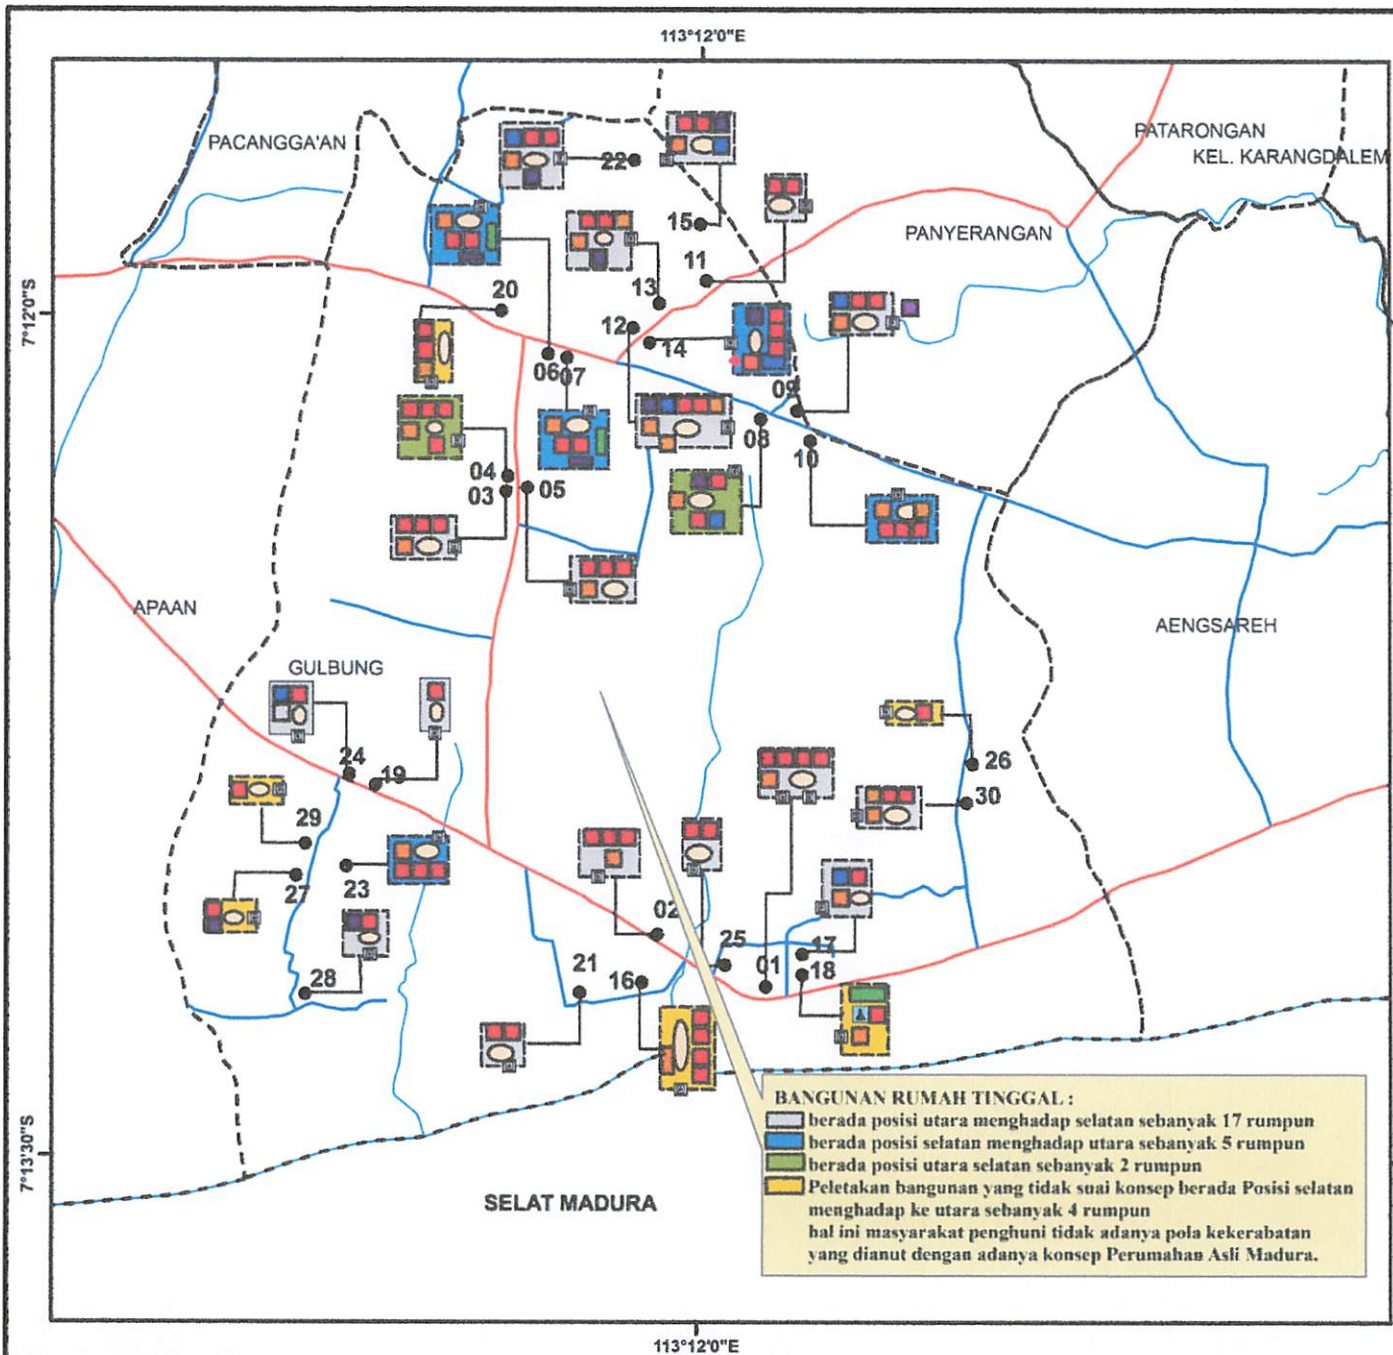 113°12'0"E
PACANGGA'AN
PATARONGAN
KEL. KARANGDALEM
22
15
PANYERANGAN
11
20
13
7°12'0"S
12
14
06
07
09
08
10
04
03
05
APAAN
AENGSAREH
GULBUNG
24
19
26
30
29
23
27
02
25
01
17
18
28
21
16
BANGUNAN RUMAH TINGGAL :
berada posisi utara menghadap selatan sebanyak 17 rumpun
berada posisi selatan menghadap utara sebanyak 5 rumpun
berada posisi utara selatan sebanyak 2 rumpun
Peletakan bangunan yang tidak suai konsep berada Posisi selatan
menghadap ke utara sebanyak 4 rumpun
hal ini masyarakat penghuni tidak adanya pola kekerabatan
yang dianut dengan adanya konsep Perumahan Asli Madura.
7°13'30"S
SELAT MADURA
113°12'0"E